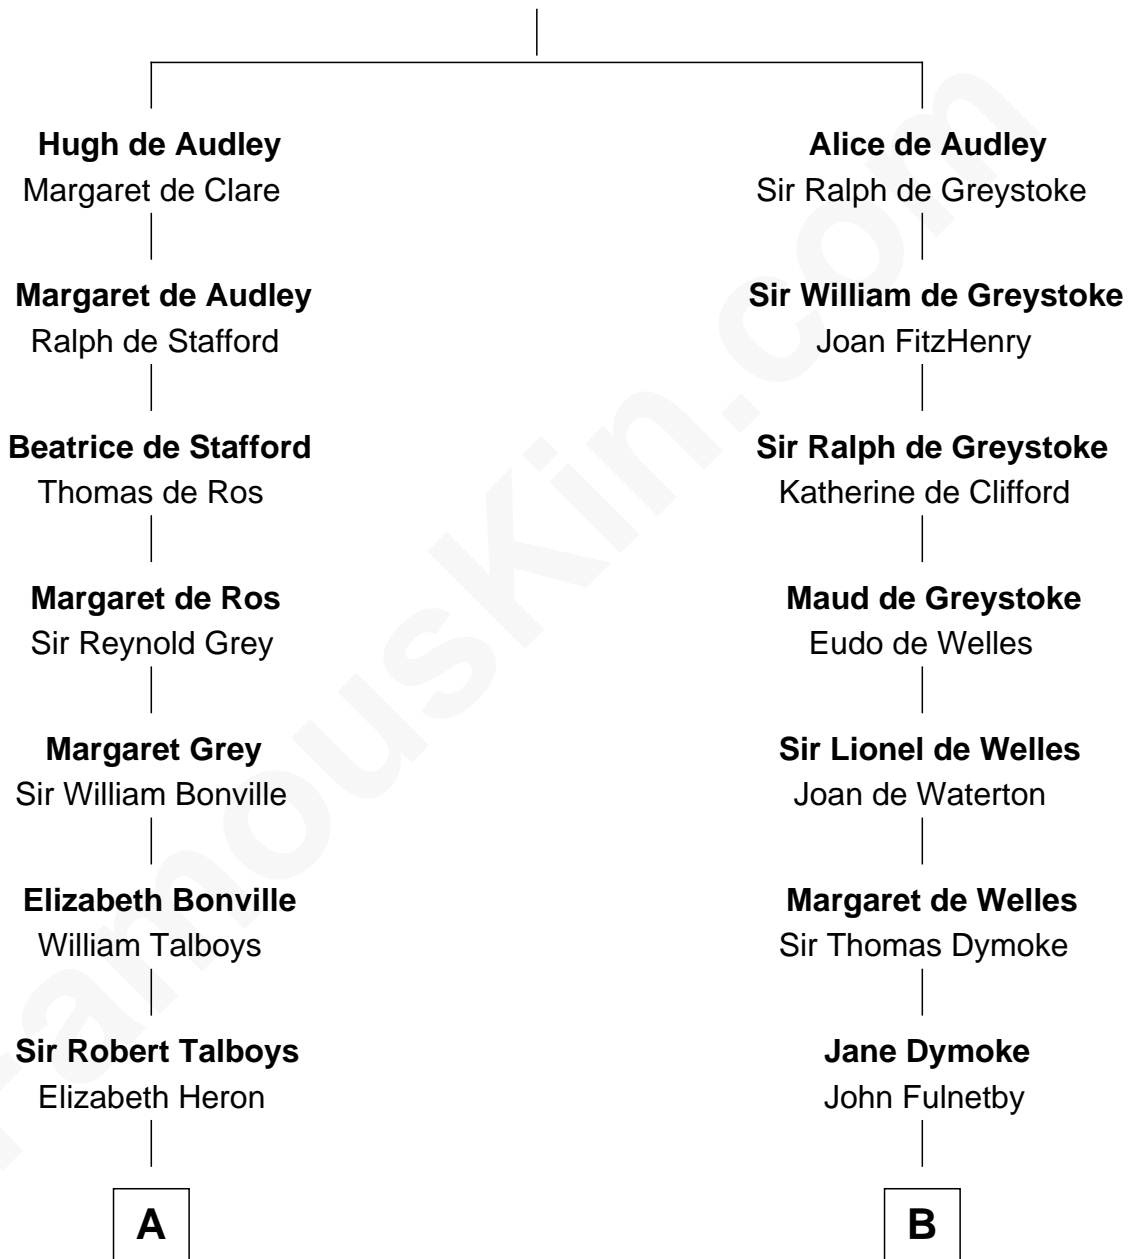 Hugh de Audley
Margaret de Clare
Margaret de Audley
Ralph de Stafford
Beatrice de Stafford
Thomas de Ros
Margaret de Ros
Sir Reynold Grey
Margaret Grey
Sir William Bonville
Elizabeth Bonville
William Talboys
Sir Robert Talboys
Elizabeth Heron
A
Alice de Audley
Sir Ralph de Greystoke
Sir William de Greystoke
Joan FitzHenry
Sir Ralph de Greystoke
Katherine de Clifford
Maud de Greystoke
Eudo de Welles
Sir Lionel de Welles
Joan de Waterton
Margaret de Welles
Sir Thomas Dymoke
Jane Dymoke
John Fulnetby
B
FamousKin.com